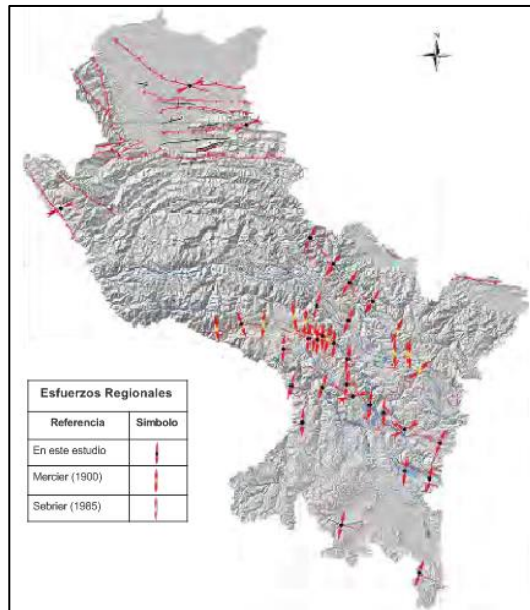 N
Esfuerzos Regionales
Referencia Simbolo
En este estudio
Mercier (1900)
Sebrier (1985)